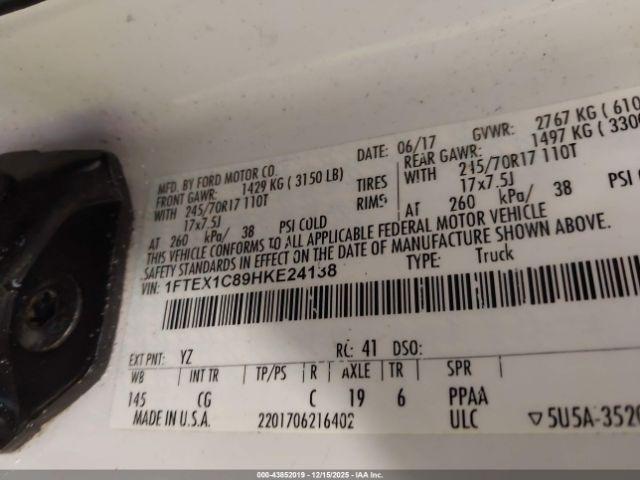 MFD. BY FORD MOTOR CO.
DATE: 06/17 GVWR: 2767 KG ( 610
FRONT GAWR: 1429 KG ( 3150 LB)
REAR GAWR: 1497 KG ( 3300
WITH 245/70R17 110T TIRES WITH 245/70R17 110T
17x7.5J RIMS 17x7.5J
AT 260 kPa/ 38 PSI COLD AT 260 kPa/ 38 PSI CO
THIS VEHICLE CONFORMS TO ALL APPLICABLE FEDERAL MOTOR VEHICLE
SAFETY STANDARDS IN EFFECT ON THE DATE OF MANUFACTURE SHOWN ABOVE.
VIN: 1FTEX1C89HKE24138 TYPE: Truck
EXT PNT: YZ RC: 41 DSO:
WB INT TR TP/PS R AXLE TR SPR
145 CG C 19 6 PPAA
MADE IN U.S.A. 2201706216402 ULC ▽5U5A-3520
000-43852019 - 12/15/2025 - IAA Inc.